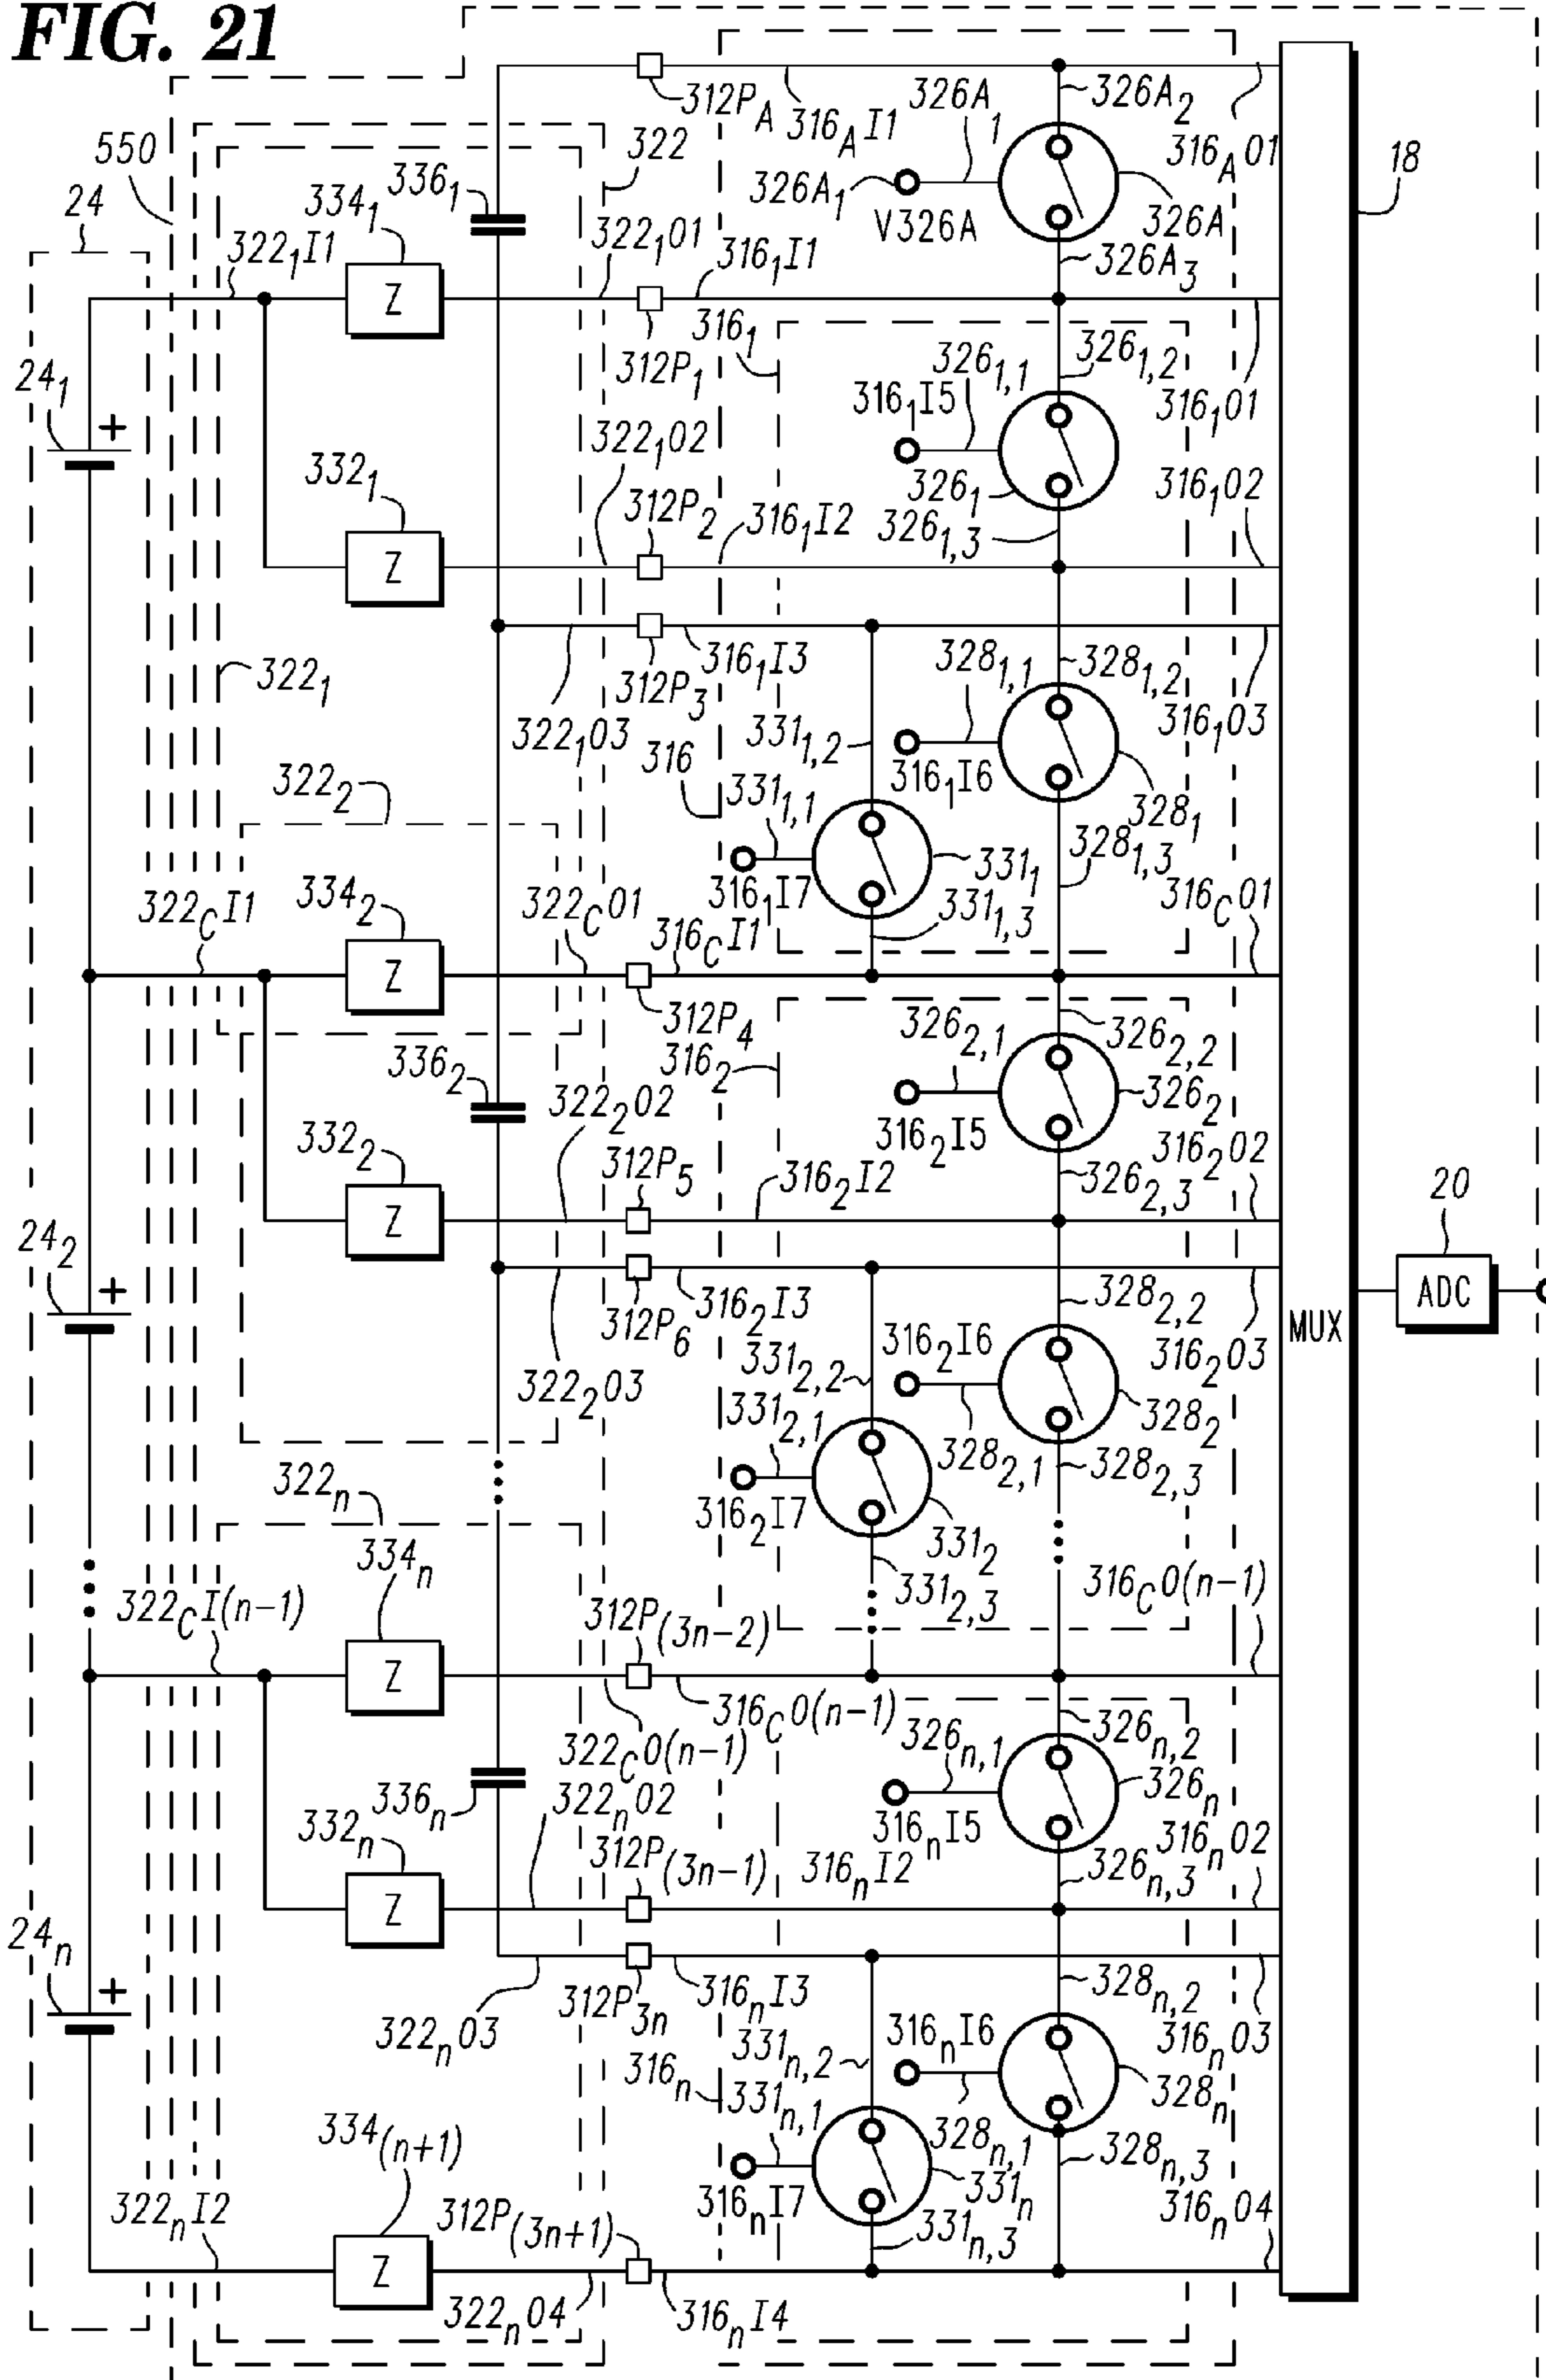 FIG. 21
550
24
322₁I1
334₁
336₁
322
312P_A
316_A I1
326A₁
326A₁
V326A
326A₂
316_A 01
326A
326A₃
18
322₁01
316₁I1
312P₁
316₁
326₁,₁
326₁,₂
316₁I5
316₁01
24₁
+
Z
322₁02
332₁
312P₂
316₁I2
326₁
326₁,₃
316₁02
Z
322₁
312P₃
316₁I3
328₁,₁
328₁,₂
316₁03
322₁03
316
331₁,₂
331₁,₁
316₁I6
328₁
322₂
328₁,₃
331₁
316₁I7
331₁,₃
316_C 01
322_C I1
334₂
322_C 01
316_C I1
Z
312P₄
316₂
326₂,₁
326₂,₂
336₂
326₂
322₂02
316₂I5
332₂
312P₅
316₂I2
326₂,₃
316₂02
20
Z
24₂
+
ADC
MUX
312P₆
316₂I3
328₂,₂
316₂03
322₂03
331₂,₂
316₂I6
328₂
331₂,₁
328₂,₁
328₂,₃
322ₙ
316₂I7
331₂
331₂,₃
334ₙ
316_C 0(n-1)
322_C I(n-1)
312P(3n-2)
Z
316_C 0(n-1)
322_C 0(n-1)
326ₙ,₁
326ₙ,₂
326ₙ
336ₙ
322ₙ02
332ₙ
312P(3n-1)
316ₙI5
316ₙI2
326ₙ,₃
316ₙ02
Z
24ₙ
+
312P₃ₙ
316ₙI3
328ₙ,₂
316ₙ03
322ₙ03
316ₙ
331ₙ,₂
316ₙI6
328ₙ
331ₙ,₁
328ₙ,₁
328ₙ,₃
334(n+1)
316ₙI7
331ₙ
331ₙ,₃
316ₙ04
322ₙI2
312P(3n+1)
Z
322ₙ04
316ₙI4